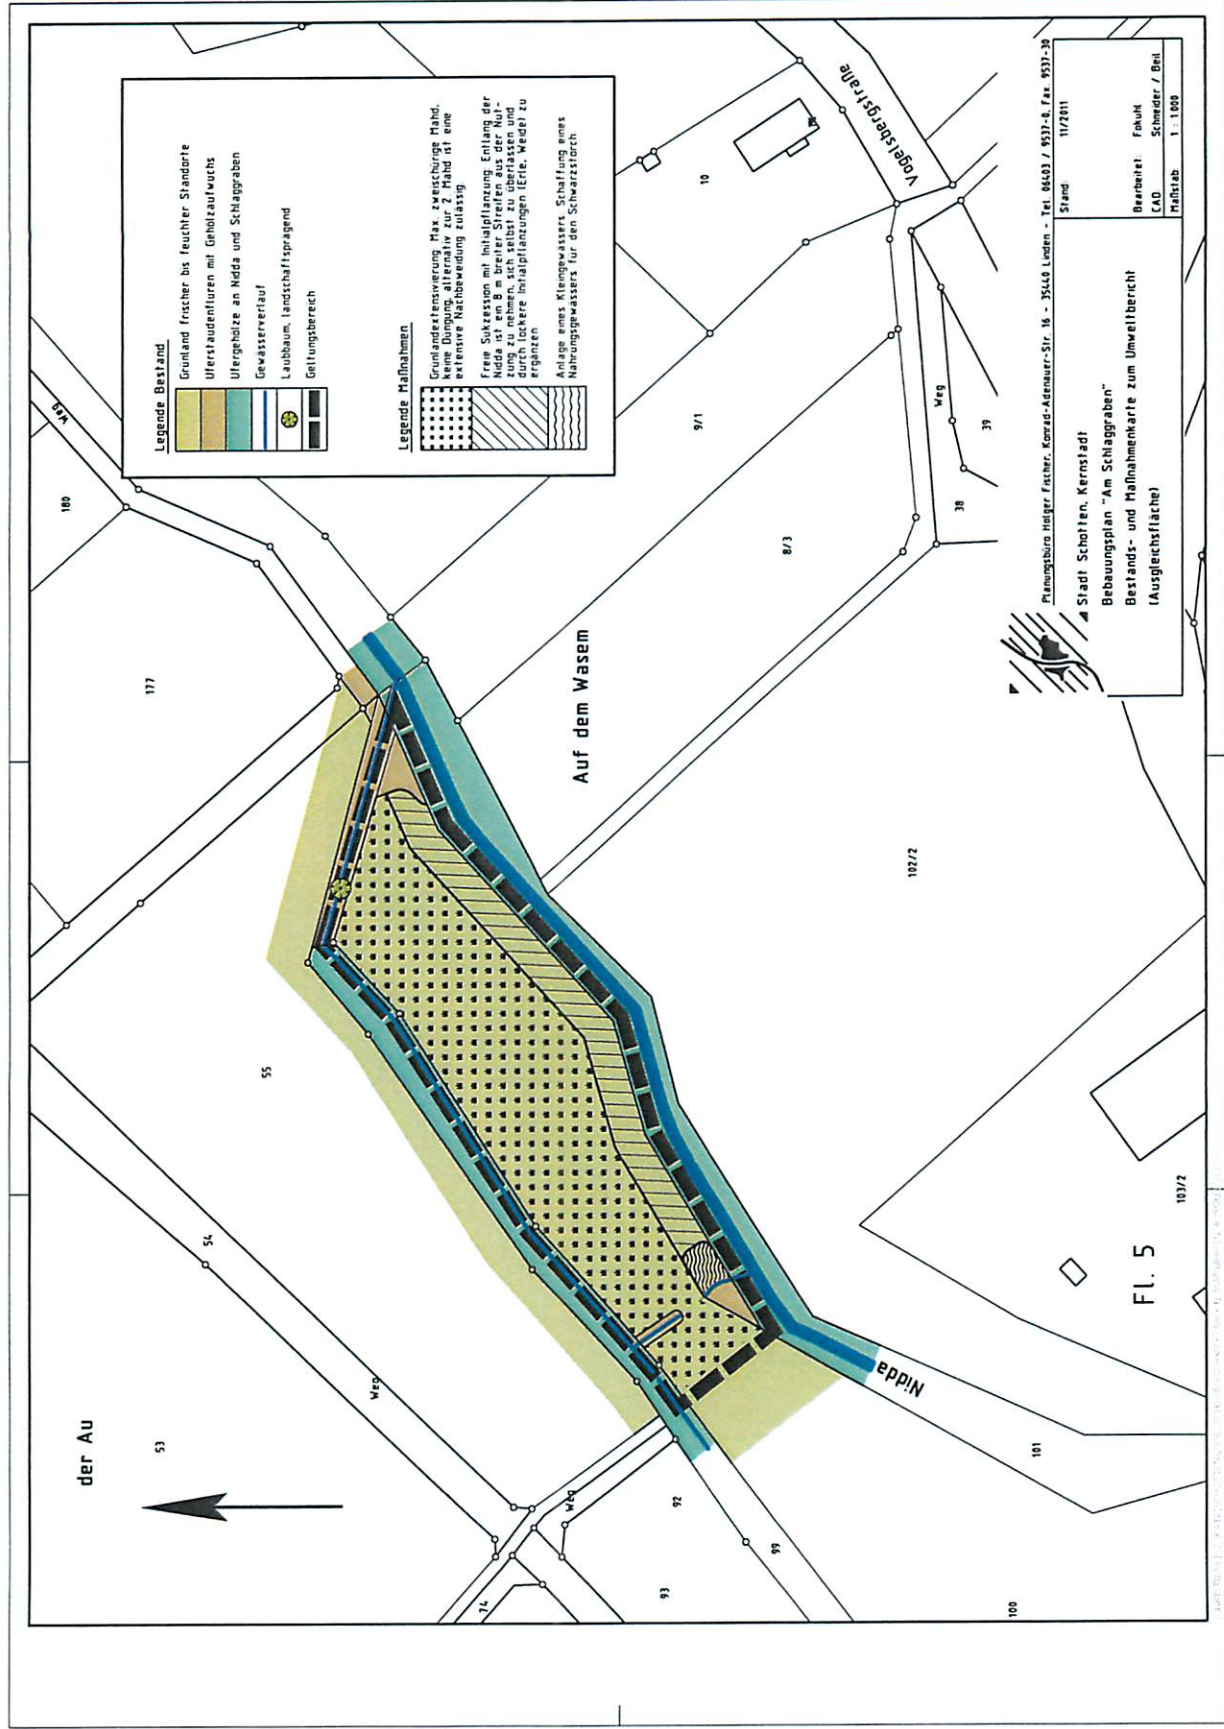 der Au
53
Weg
54
55
74
Weg
93
92
99
100
101
Nidda
Fl. 5
103/2
102/2
Auf dem Wasem
177
180
Weg
8/3
9/1
10
Vogelsbergstraße
Weg
38
39
Legende Bestand
Grünland frischer bis feuchter Standorte
Uferstaudenfluren mit Gehölzaufwuchs
Ufergehölze an Nidda und Schlaggraben
Gewässerverlauf
Laubbaum, landschaftsprägend
Geltungsbereich
Legende Maßnahmen
Grünlandextensivierung Max. zweischürige Mahd,
keine Düngung, alternativ zur 2. Mahd ist eine
extensive Nachbeweidung zulässig
Freie Sukzession mit Initialpflanzung Entlang der
Nidda ist ein 8 m breiter Streifen aus der Nut-
zung zu nehmen, sich selbst zu überlassen und
durch lockere Initialpflanzungen (Erle, Weide) zu
ergänzen
Anlage eines Kleingewässers Schaffung eines
Nahrungsgewässers für den Schwarzstorch
Planungsbüro Holger Fischer, Konrad-Adenauer-Str. 16 - 35440 Linden - Tel. 06403 / 9537-0, Fax. 9537-30
Stadt Schotten, Kernstadt
Bebauungsplan "Am Schlaggraben"
Bestands- und Maßnahmenkarte zum Umweltbericht
(Ausgleichsfläche)
Stand: 11/2011
Bearbeitet: Fokuhl
CAD Schneider / Beil
Maßstab 1 : 1.000